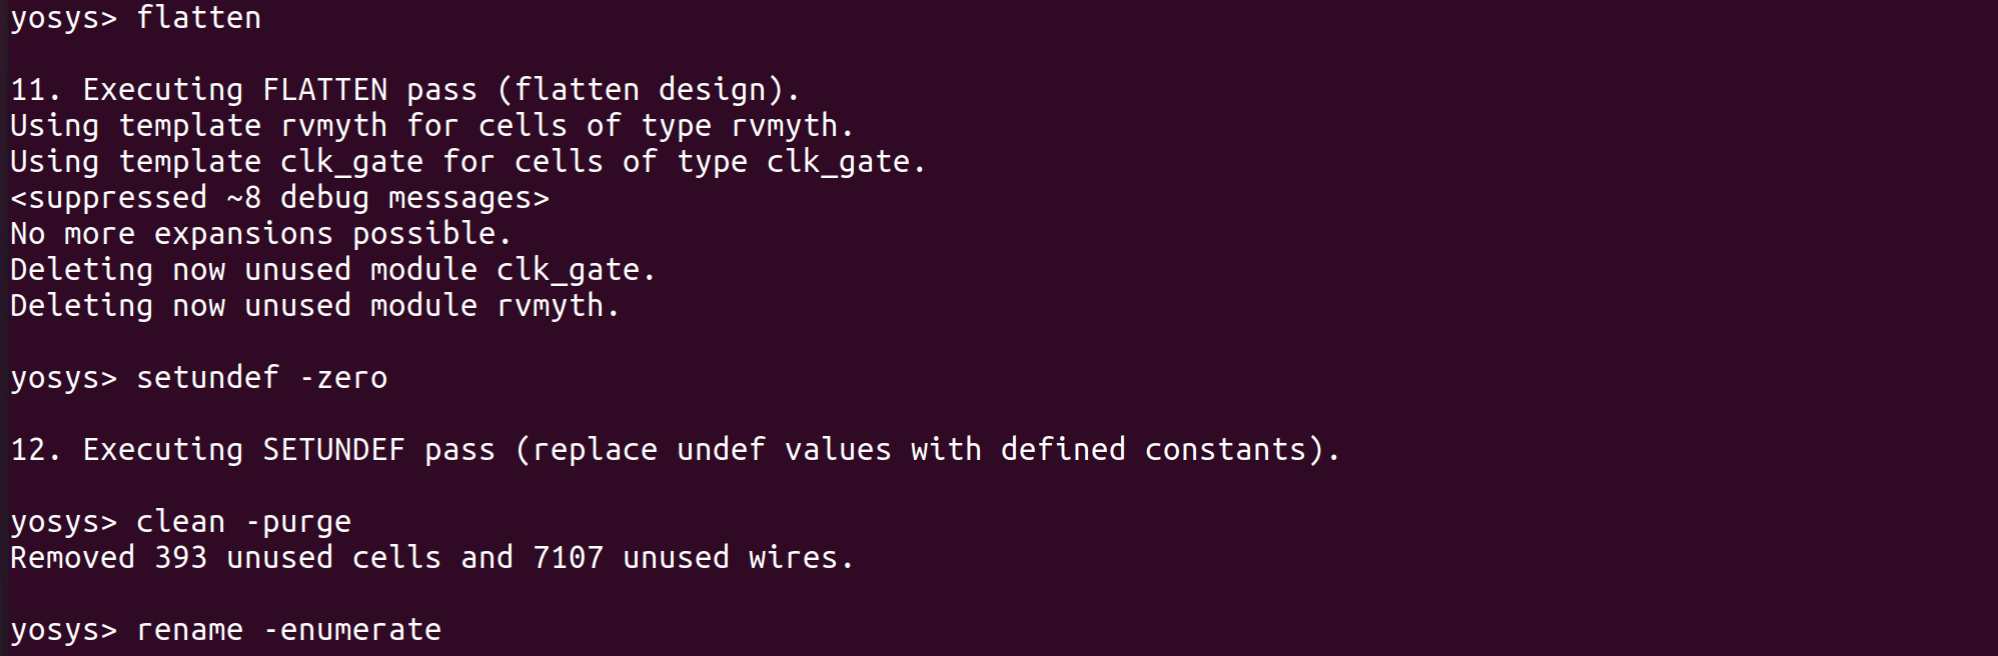 yosys> flatten
11. Executing FLATTEN pass (flatten design).
Using template rvmyth for cells of type rvmyth.
Using template clk_gate for cells of type clk_gate.
<suppressed ~8 debug messages>
No more expansions possible.
Deleting now unused module clk_gate.
Deleting now unused module rvmyth.
yosys> setundef -zero
12. Executing SETUNDEF pass (replace undef values with defined constants).
yosys> clean -purge
Removed 393 unused cells and 7107 unused wires.
yosys> rename -enumerate